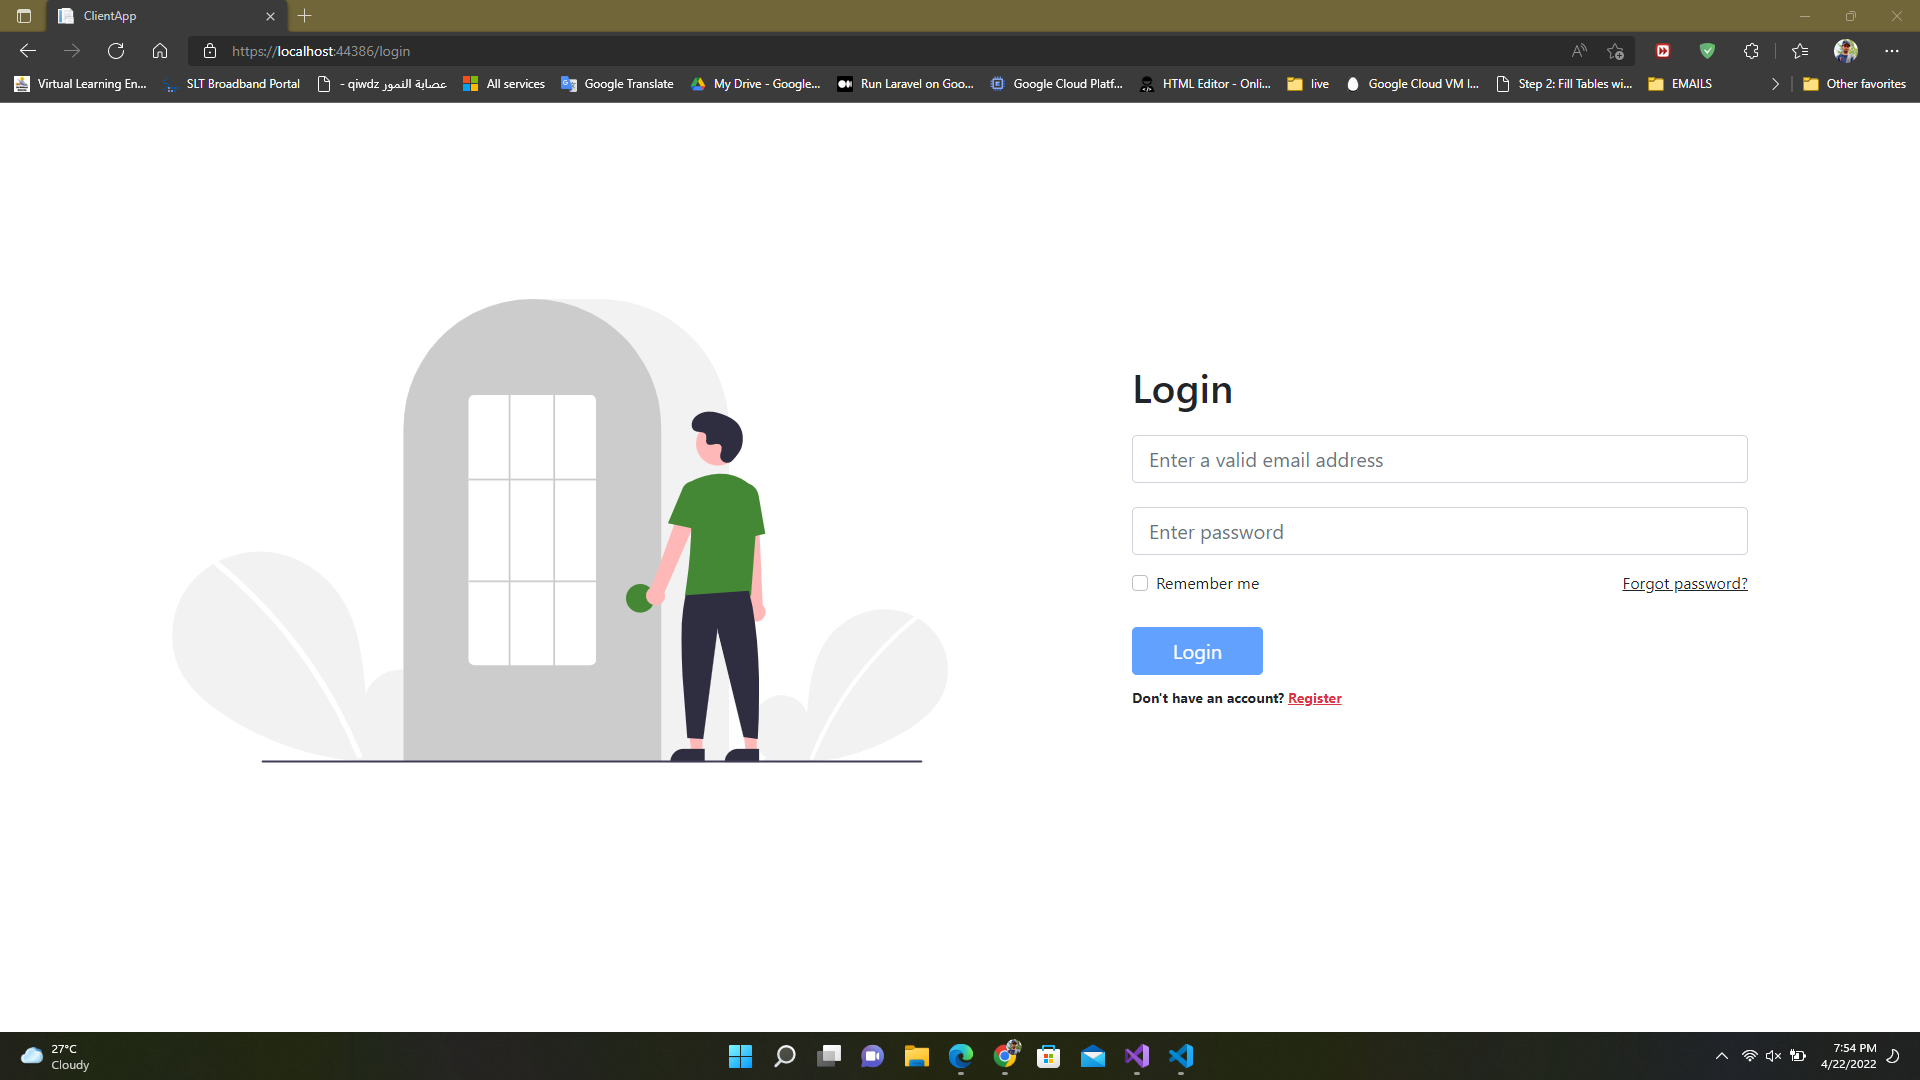 ClientApp
https://localhost:44386/login
Virtual Learning En...
SLT Broadband Portal
عصابة النمور qiwdz -
All services
Google Translate
My Drive - Google...
Run Laravel on Goo...
Google Cloud Platf...
HTML Editor - Onli...
live
Google Cloud VM I...
Step 2: Fill Tables wi...
EMAILS
Other favorites
Login
Enter a valid email address
Enter password
Remember me
Forgot password?
Login
Don't have an account? Register
27°C
Cloudy
7:54 PM
4/22/2022